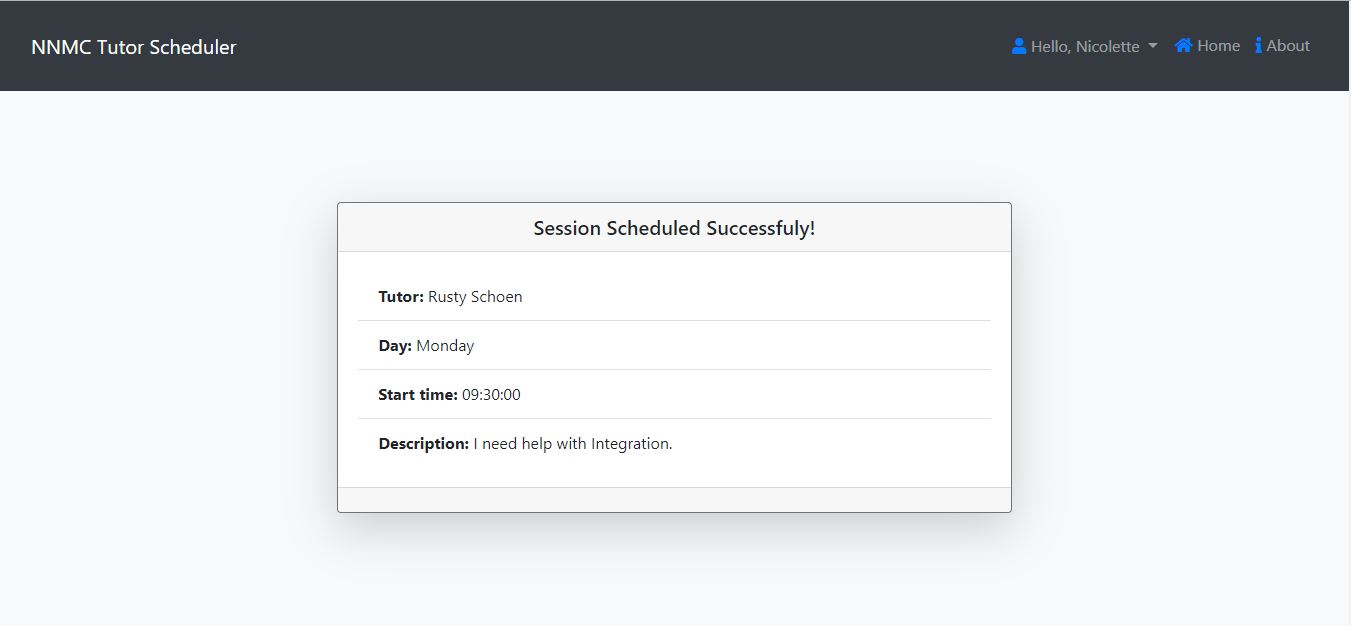 NNMC Tutor Scheduler
Hello, Nicolette Home About
Session Scheduled Successfuly!
Tutor: Rusty Schoen
Day: Monday
Start time: 09:30:00
Description: I need help with Integration.